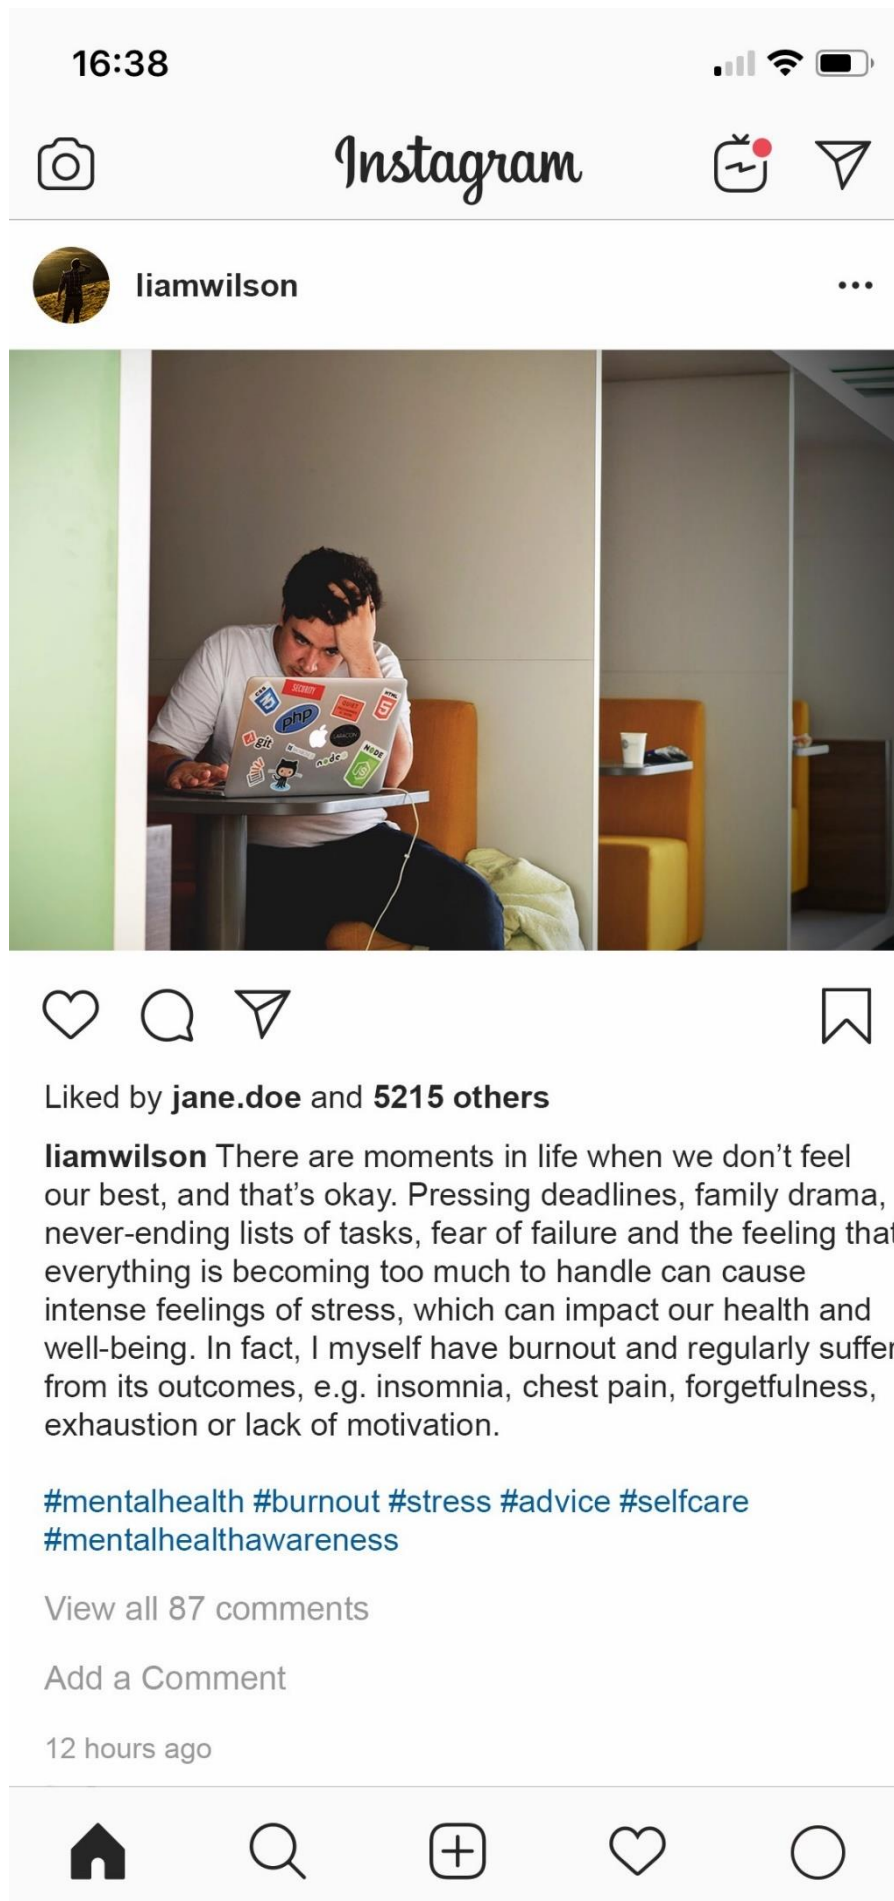 16:38
Instagram
liamwilson
SECURITY
CSS
HTML
5
php
git
node
NODE
JS
Liked by jane.doe and 5215 others
liamwilson There are moments in life when we don’t feel
our best, and that’s okay. Pressing deadlines, family drama,
never-ending lists of tasks, fear of failure and the feeling that
everything is becoming too much to handle can cause
intense feelings of stress, which can impact our health and
well-being. In fact, I myself have burnout and regularly suffer
from its outcomes, e.g. insomnia, chest pain, forgetfulness,
exhaustion or lack of motivation.
#mentalhealth #burnout #stress #advice #selfcare
#mentalhealthawareness
View all 87 comments
Add a Comment
12 hours ago